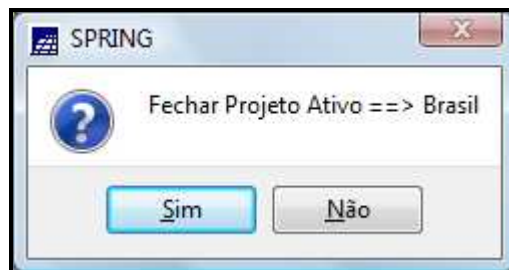 SPRING
Fechar Projeto Ativo ==> Brasil
Sim Não